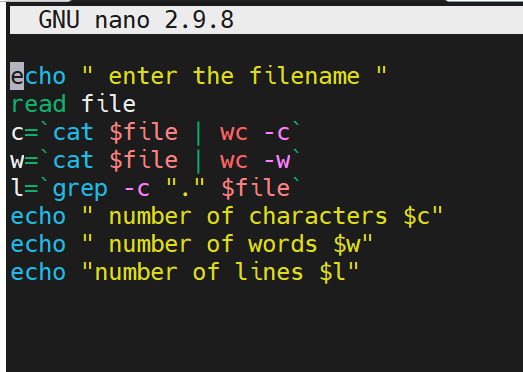 GNU nano 2.9.8
echo " enter the filename "
read file
c=`cat $file | wc -c`
w=`cat $file | wc -w`
l=`grep -c "." $file`
echo " number of characters $c"
echo " number of words $w"
echo "number of lines $l"